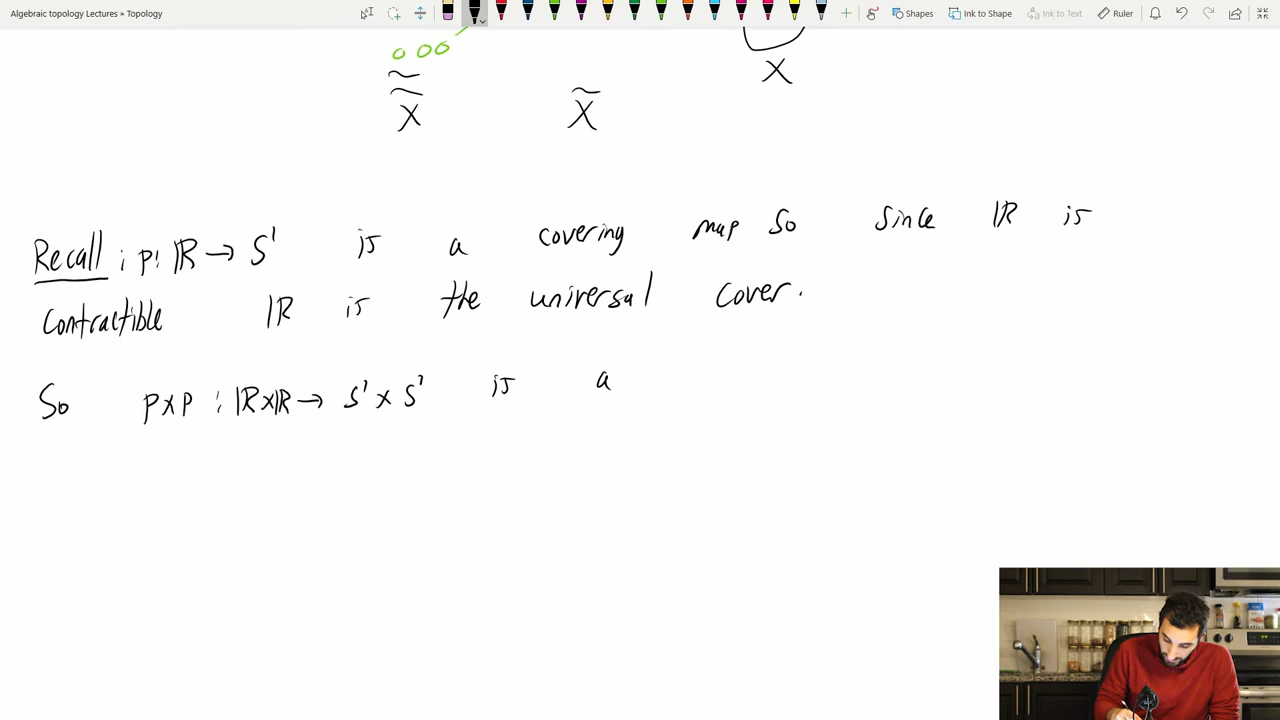 Algebraic topology Lectures » Topology
Shapes
Ink to Shape
Ink to Text
Ruler
X
X
X
Recall : p: ℝ → S¹ is a covering map so since ℝ is
contractible ℝ is the universal cover.
So p×p : ℝ×ℝ → S¹ × S¹ is a